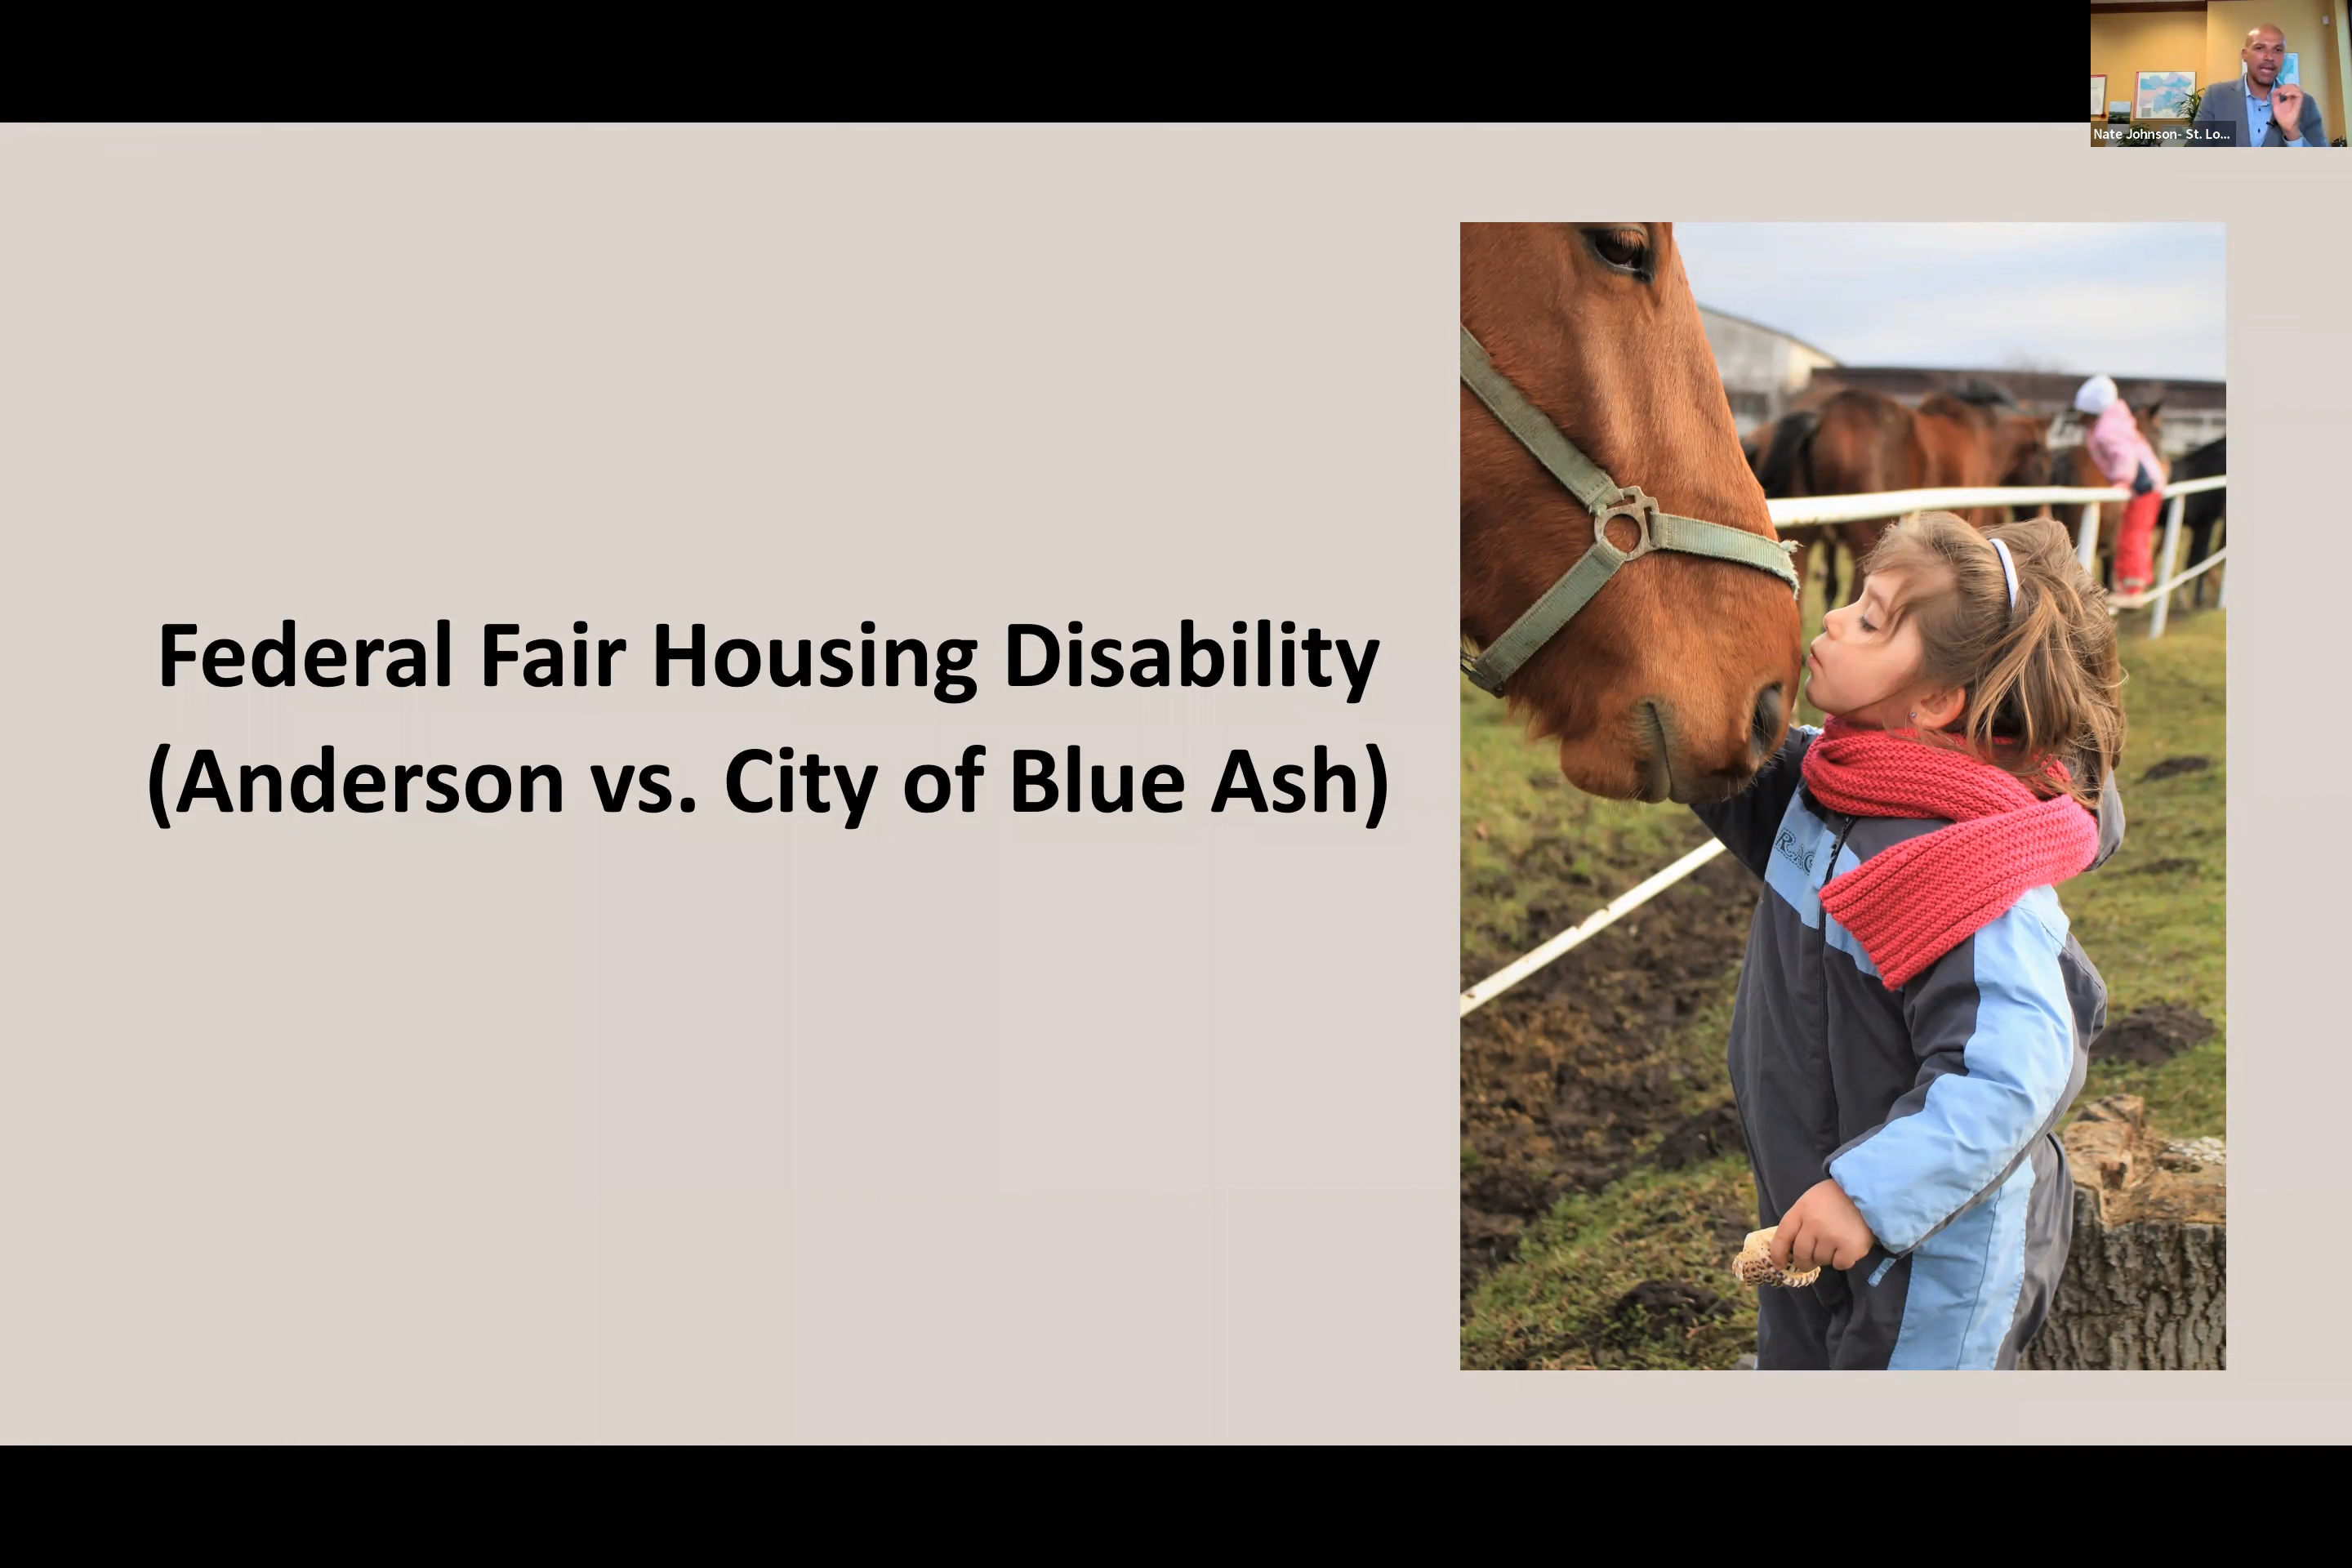 Nate Johnson- St. Lo...
Federal Fair Housing Disability
(Anderson vs. City of Blue Ash)